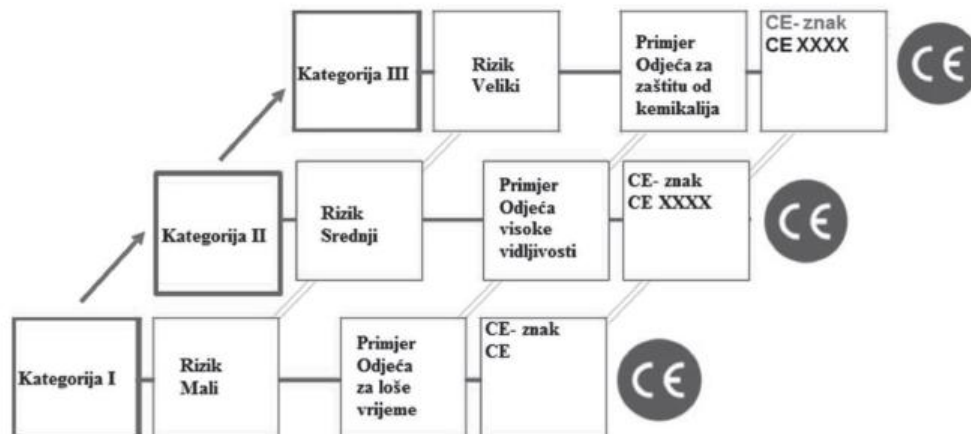 Kategorija III
Rizik
Veliki
Primjer
Odjeća za
zaštitu od
kemikalija
CE- znak
CE XXXX
CE
Kategorija II
Rizik
Srednji
Primjer
Odjeća
visoke
vidljivosti
CE- znak
CE XXXX
CE
Kategorija I
Rizik
Mali
Primjer
Odjeća
za loše
vrijeme
CE- znak
CE
CE